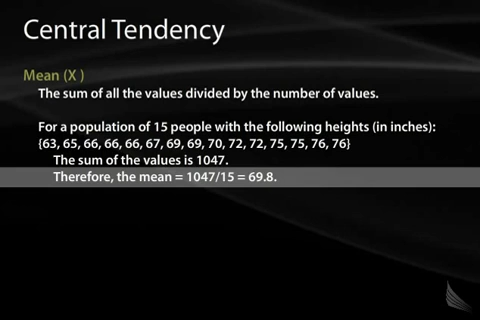 Central Tendency
Mean (X )
The sum of all the values divided by the number of values.
For a population of 15 people with the following heights (in inches):
{63, 65, 66, 66, 66, 67, 69, 69, 70, 72, 72, 75, 75, 76, 76}
The sum of the values is 1047.
Therefore, the mean = 1047/15 = 69.8.